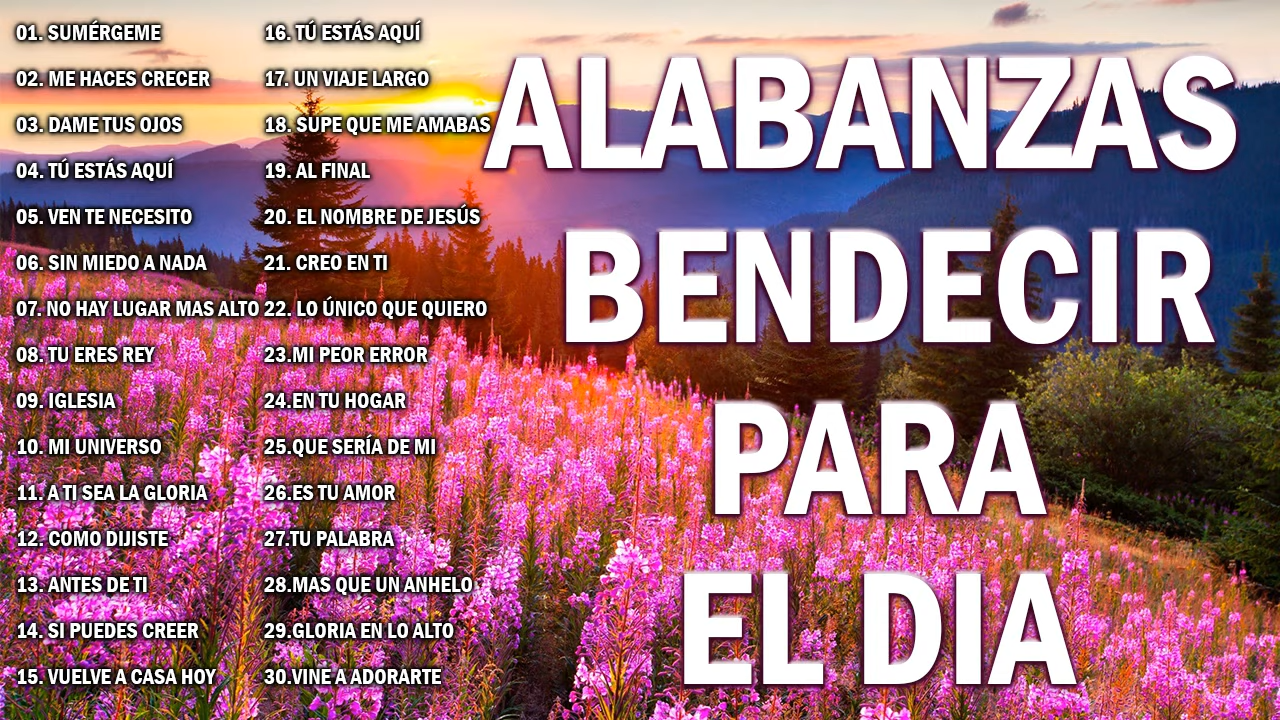 01. SUMÉRGEME
02. ME HACES CRECER
03. DAME TUS OJOS
04. TÚ ESTÁS AQUÍ
05. VEN TE NECESITO
06. SIN MIEDO A NADA
07. NO HAY LUGAR MAS ALTO
08. TU ERES REY
09. IGLESIA
10. MI UNIVERSO
11. A TI SEA LA GLORIA
12. COMO DIJISTE
13. ANTES DE TI
14. SI PUEDES CREER
15. VUELVE A CASA HOY
16. TÚ ESTÁS AQUÍ
17. UN VIAJE LARGO
18. SUPE QUE ME AMABAS
19. AL FINAL
20. EL NOMBRE DE JESÚS
21. CREO EN TI
22. LO ÚNICO QUE QUIERO
23.MI PEOR ERROR
24.EN TU HOGAR
25.QUE SERÍA DE MI
26.ES TU AMOR
27.TU PALABRA
28.MAS QUE UN ANHELO
29.GLORIA EN LO ALTO
30.VINE A ADORARTE
ALABANZAS
BENDECIR
PARA
EL DIA